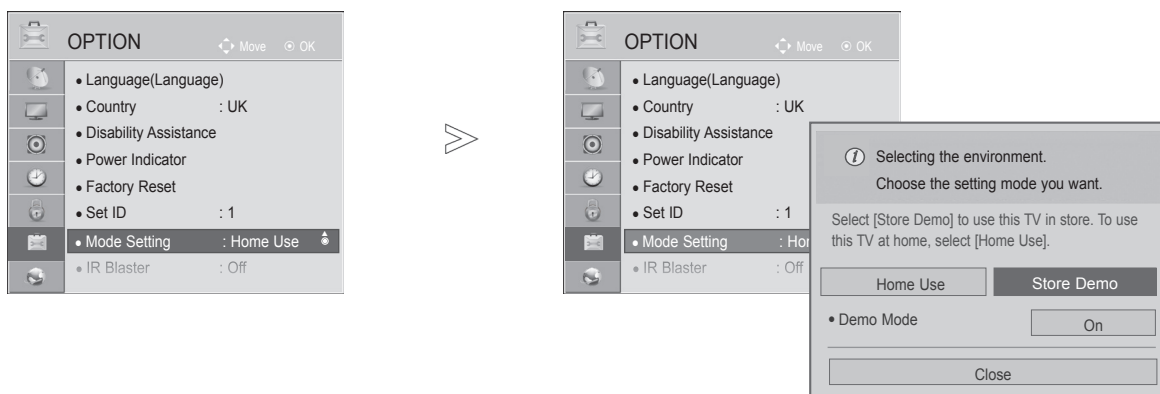 OPTION
Move OK
● Language(Language)
● Country : UK
● Disability Assistance
● Power Indicator
● Factory Reset
● Set ID : 1
● Mode Setting : Home Use
● IR Blaster : Off
OPTION
Move OK
● Language(Language)
● Country : UK
● Disability Assistance
● Power Indicator
● Factory Reset
● Set ID : 1
● Mode Setting : Hom
● IR Blaster : Off
i Selecting the environment.
Choose the setting mode you want.
Select [Store Demo] to use this TV in store. To use
this TV at home, select [Home Use].
Home Use Store Demo
● Demo Mode On
Close